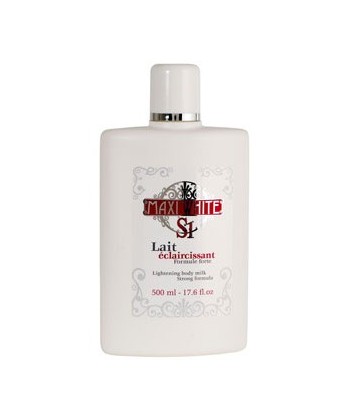 MAXI WHITE
S1
Lait
éclaircissant
Formule forte
Lightening body milk
Strong formula
500 ml - 17.6 fl.oz